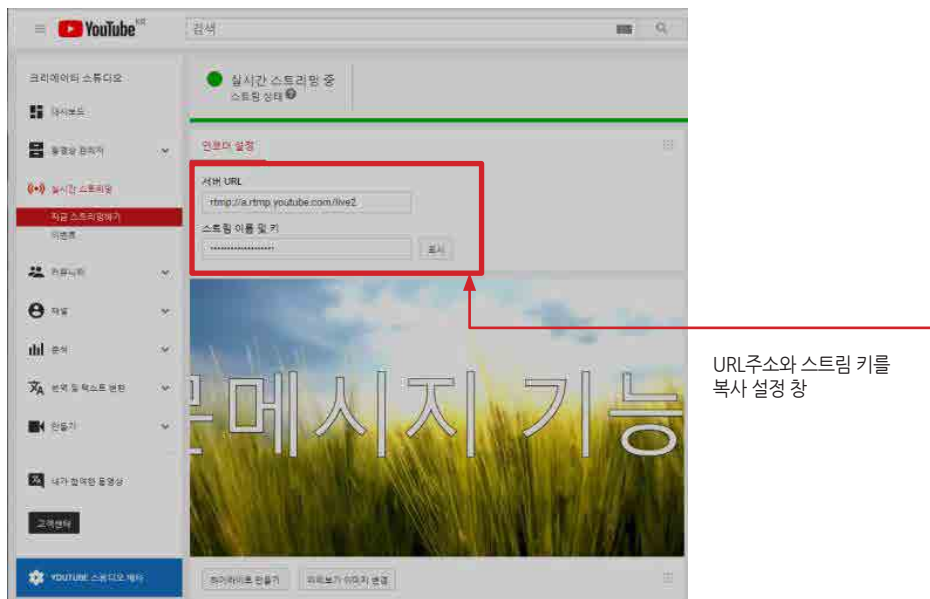 YouTube KR
검색
크리에이터 스튜디오
실시간 스트리밍 중
스트림 상태
대시보드
동영상 관리자
인코더 설정
실시간 스트리밍
서버 URL
rtmp://a.rtmp.youtube.com/live2
지금 스트리밍하기
이벤트
스트림 이름 및 키
표시
커뮤니티
채널
분석
URL주소와 스트림 키를
복사 설정 창
번역 및 텍스트 변환
만들기
문메시지 기능
내가 참여한 동영상
고객센터
YOUTUBE 스튜디오 베타
하이라이트 만들기
미리보기 이미지 변경